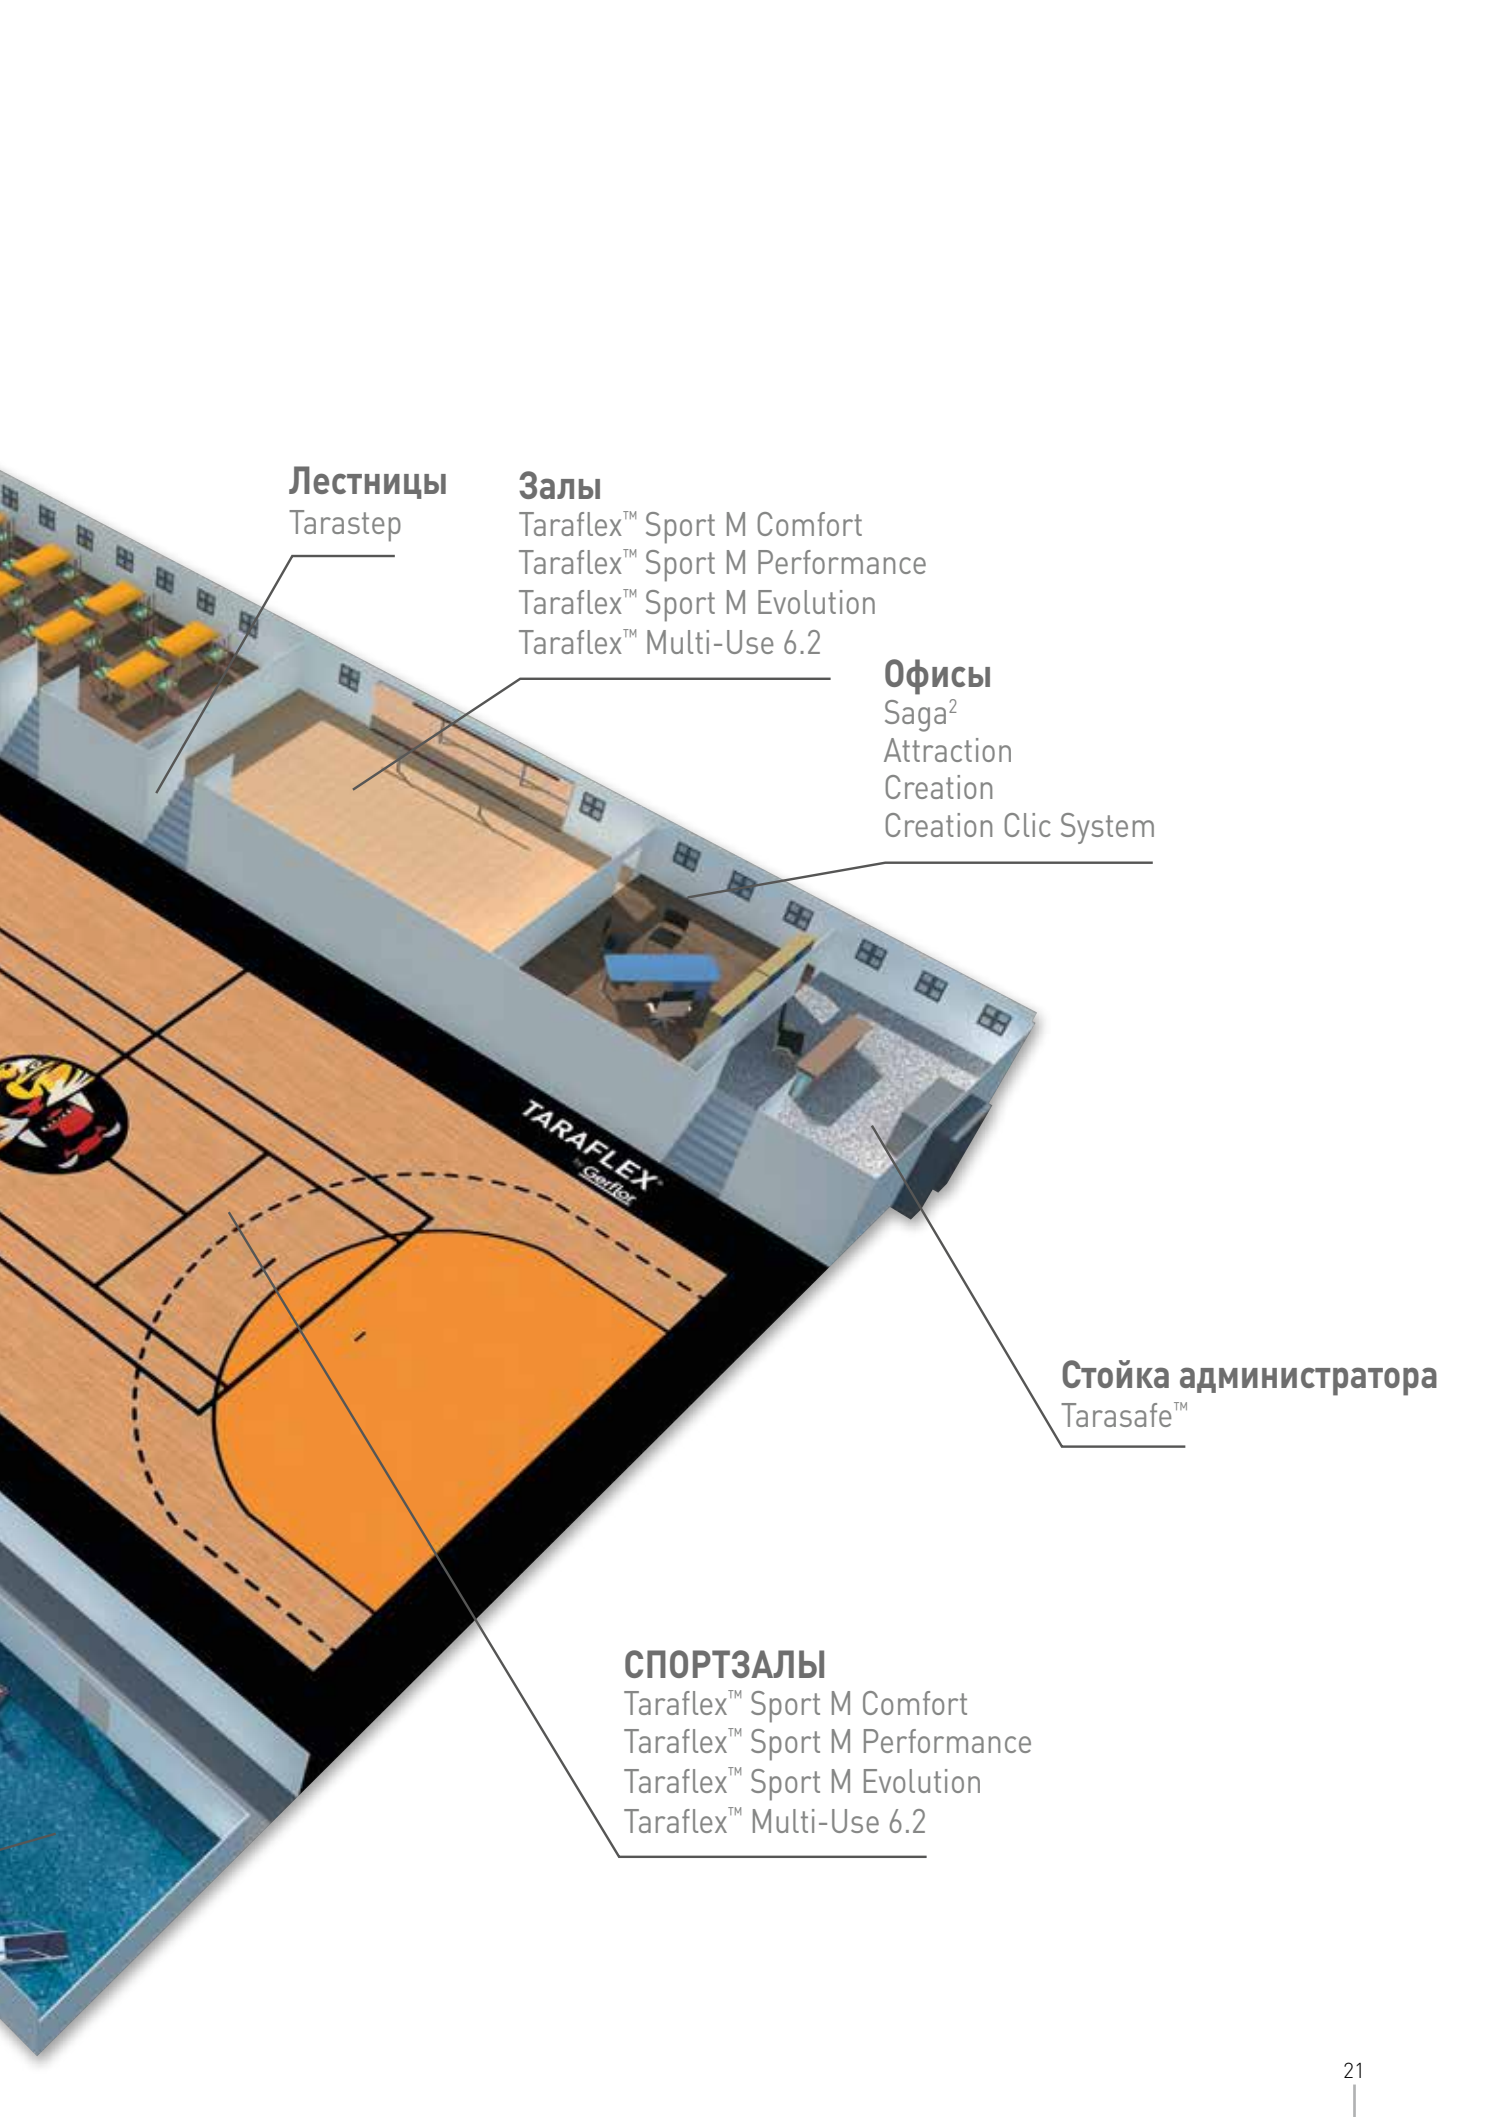 Лестницы
Tarastep
Залы
Taraflex™ Sport M Comfort
Taraflex™ Sport M Performance
Taraflex™ Sport M Evolution
Taraflex™ Multi-Use 6.2
Офисы
Saga²
Attraction
Creation
Creation Clic System
TARAFLEX®
by Gerflor
Стойка администратора
Tarasafe™
СПОРТЗАЛЫ
Taraflex™ Sport M Comfort
Taraflex™ Sport M Performance
Taraflex™ Sport M Evolution
Taraflex™ Multi-Use 6.2
21